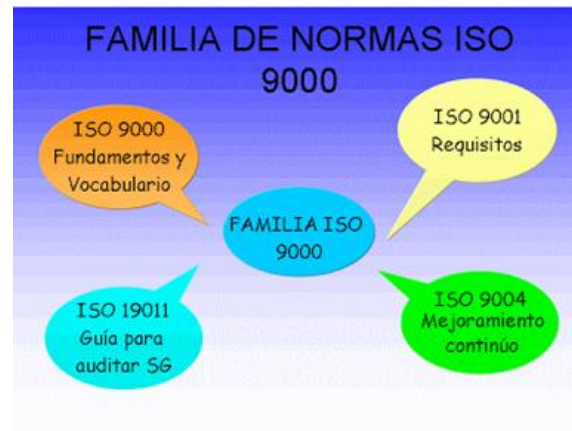 FAMILIA DE NORMAS ISO
9000
ISO 9000
Fundamentos y
Vocabulario
ISO 9001
Requisitos
FAMILIA ISO
9000
ISO 19011
Guía para
auditar SG
ISO 9004
Mejoramiento
continúo